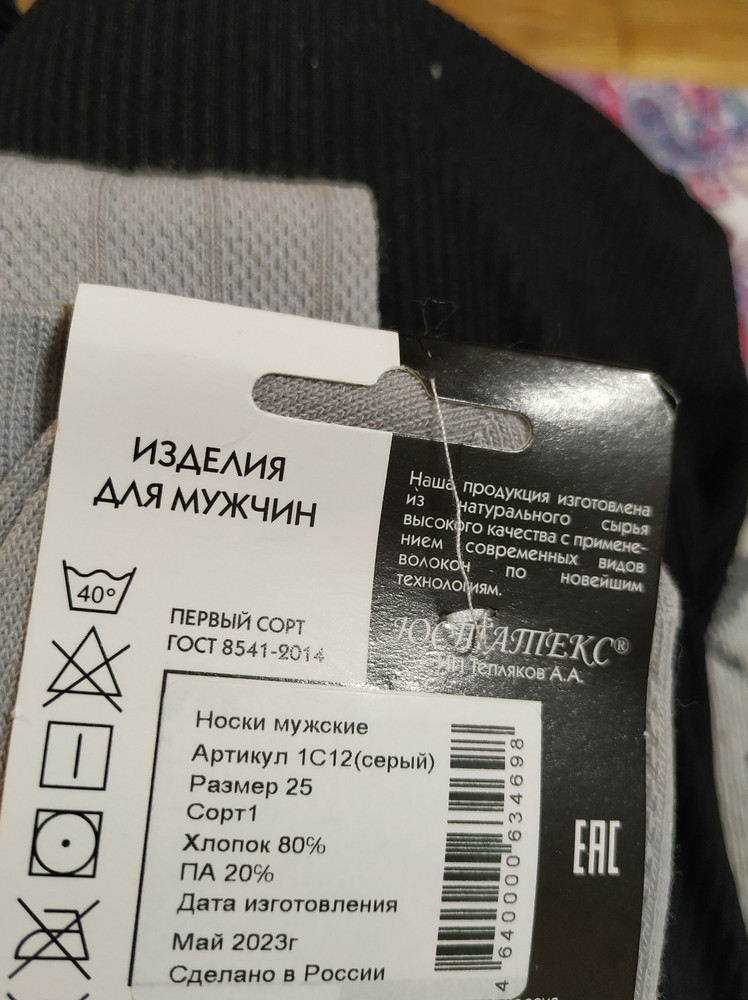 ИЗДЕЛИЯ
ДЛЯ МУЖЧИН
40°
ПЕРВЫЙ СОРТ
ГОСТ 8541-2014
Наша продукция изготовлена
из натурального сырья
высокого качества с примене-
нием современных видов
волокон по новейшим
технологиям.
ЮСТАТЕКС®
ИП Тепляков А.А.
Носки мужские
Артикул 1С12(серый)
Размер 25
Сорт1
Хлопок 80%
ПА 20%
Дата изготовления
Май 2023г
Сделано в России
4 640000 634698
EAC